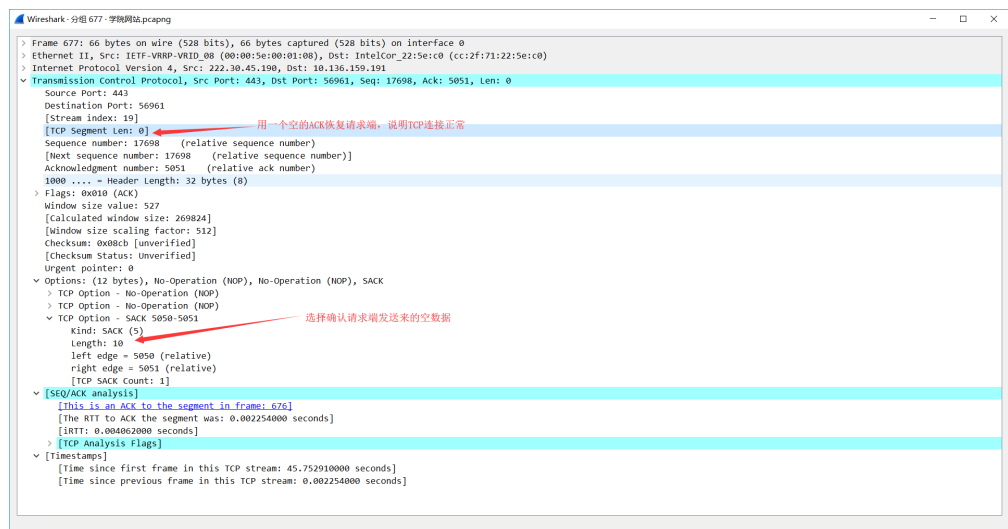 Wireshark · 分组 677 · 学院网站.pcapng
Frame 677: 66 bytes on wire (528 bits), 66 bytes captured (528 bits) on interface 0
Ethernet II, Src: IETF-VRRP-VRID_08 (00:00:5e:00:01:08), Dst: IntelCor_22:5e:c0 (cc:2f:71:22:5e:c0)
Internet Protocol Version 4, Src: 222.30.45.190, Dst: 10.136.159.191
Transmission Control Protocol, Src Port: 443, Dst Port: 56961, Seq: 17698, Ack: 5051, Len: 0
Source Port: 443
Destination Port: 56961
[Stream index: 19]
用一个空的ACK恢复请求端，说明TCP连接正常
[TCP Segment Len: 0]
Sequence number: 17698 (relative sequence number)
[Next sequence number: 17698 (relative sequence number)]
Acknowledgment number: 5051 (relative ack number)
1000 .... = Header Length: 32 bytes (8)
Flags: 0x010 (ACK)
Window size value: 527
[Calculated window size: 269824]
[Window size scaling factor: 512]
Checksum: 0x08cb [unverified]
[Checksum Status: Unverified]
Urgent pointer: 0
Options: (12 bytes), No-Operation (NOP), No-Operation (NOP), SACK
TCP Option - No-Operation (NOP)
TCP Option - No-Operation (NOP)
TCP Option - SACK 5050-5051
选择确认请求端发送来的空数据
Kind: SACK (5)
Length: 10
left edge = 5050 (relative)
right edge = 5051 (relative)
[TCP SACK Count: 1]
[SEQ/ACK analysis]
[This is an ACK to the segment in frame: 676]
[The RTT to ACK the segment was: 0.002254000 seconds]
[iRTT: 0.004062000 seconds]
[TCP Analysis Flags]
[Timestamps]
[Time since first frame in this TCP stream: 45.752910000 seconds]
[Time since previous frame in this TCP stream: 0.002254000 seconds]